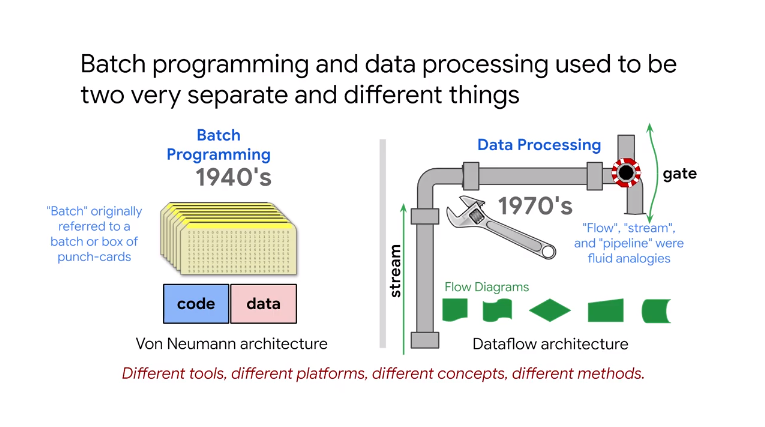 Batch programming and data processing used to be
two very separate and different things
Batch
Programming
1940's
"Batch" originally
referred to a
batch or box of
punch-cards
code
data
Von Neumann architecture
Data Processing
1970's
gate
"Flow", "stream",
and "pipeline" were
fluid analogies
stream
Flow Diagrams
Dataflow architecture
Different tools, different platforms, different concepts, different methods.